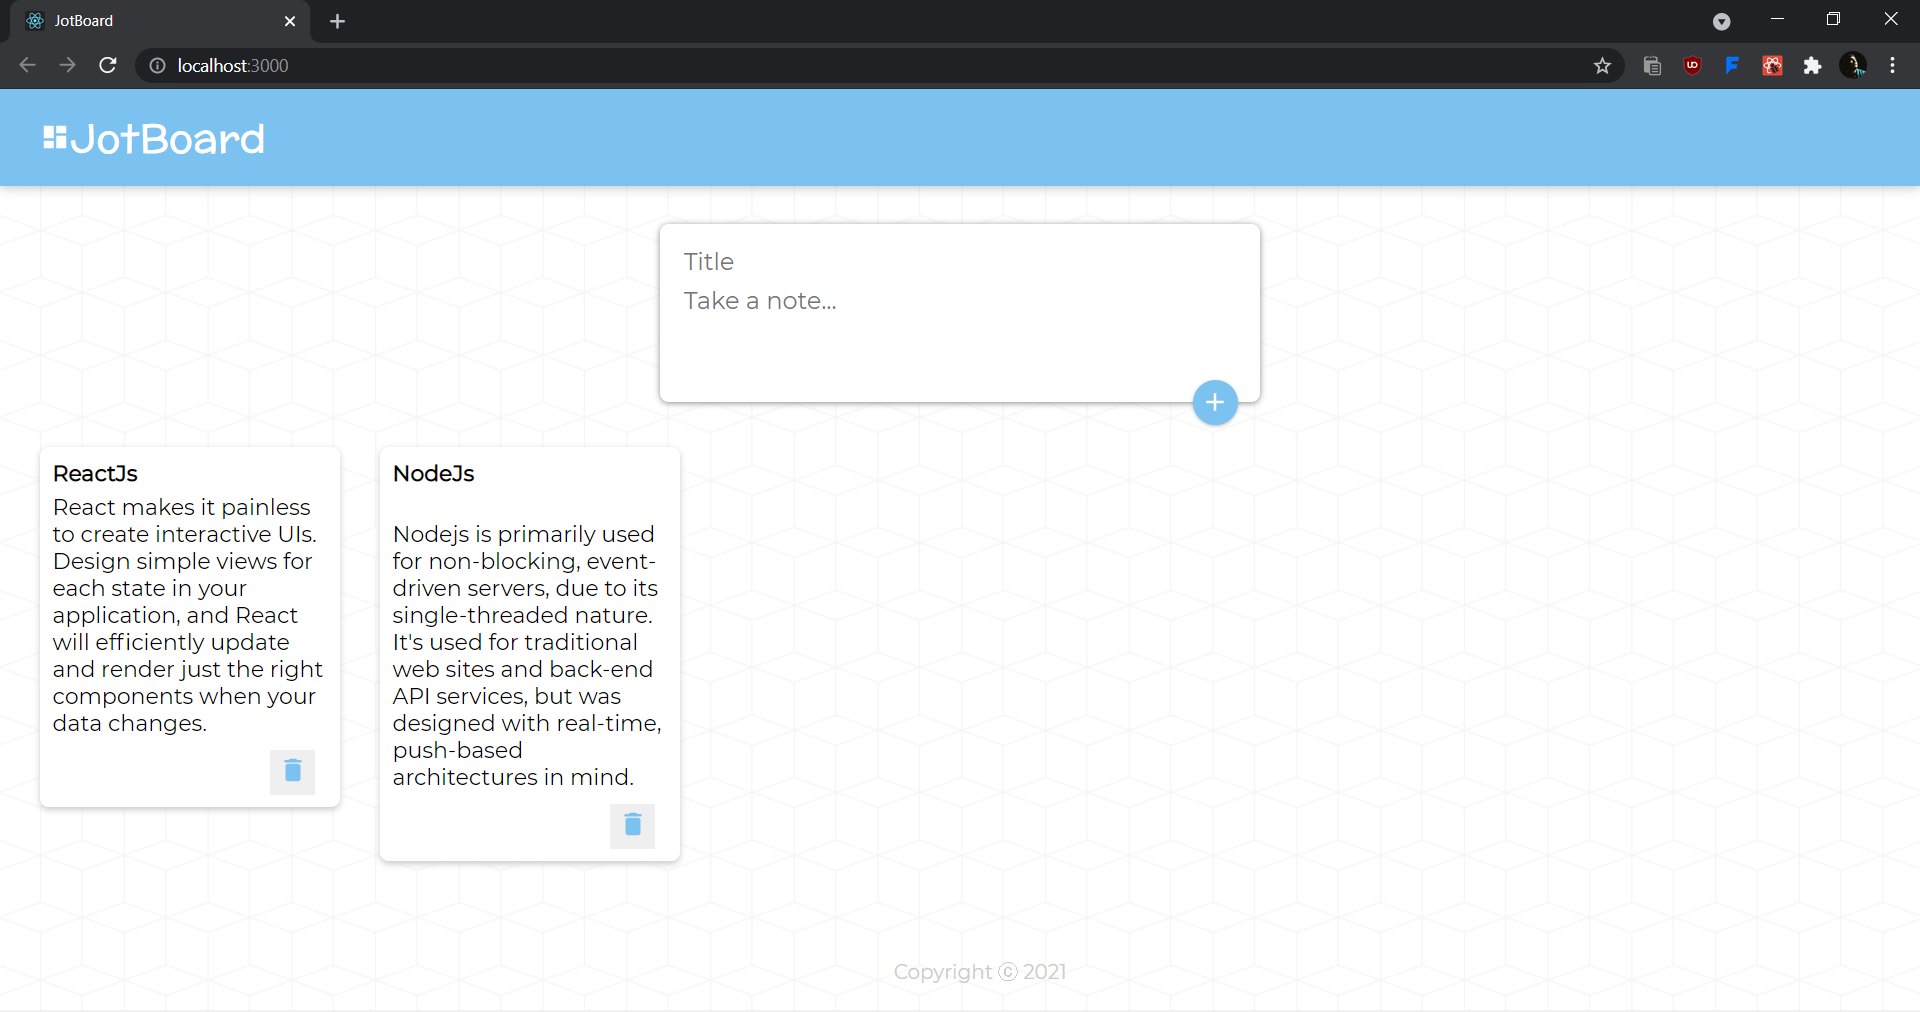 JotBoard
localhost:3000
JotBoard
Title
Take a note...
ReactJs
React makes it painless
to create interactive UIs.
Design simple views for
each state in your
application, and React
will efficiently update
and render just the right
components when your
data changes.
NodeJs
Nodejs is primarily used
for non-blocking, event-
driven servers, due to its
single-threaded nature.
It's used for traditional
web sites and back-end
API services, but was
designed with real-time,
push-based
architectures in mind.
Copyright ⓒ 2021